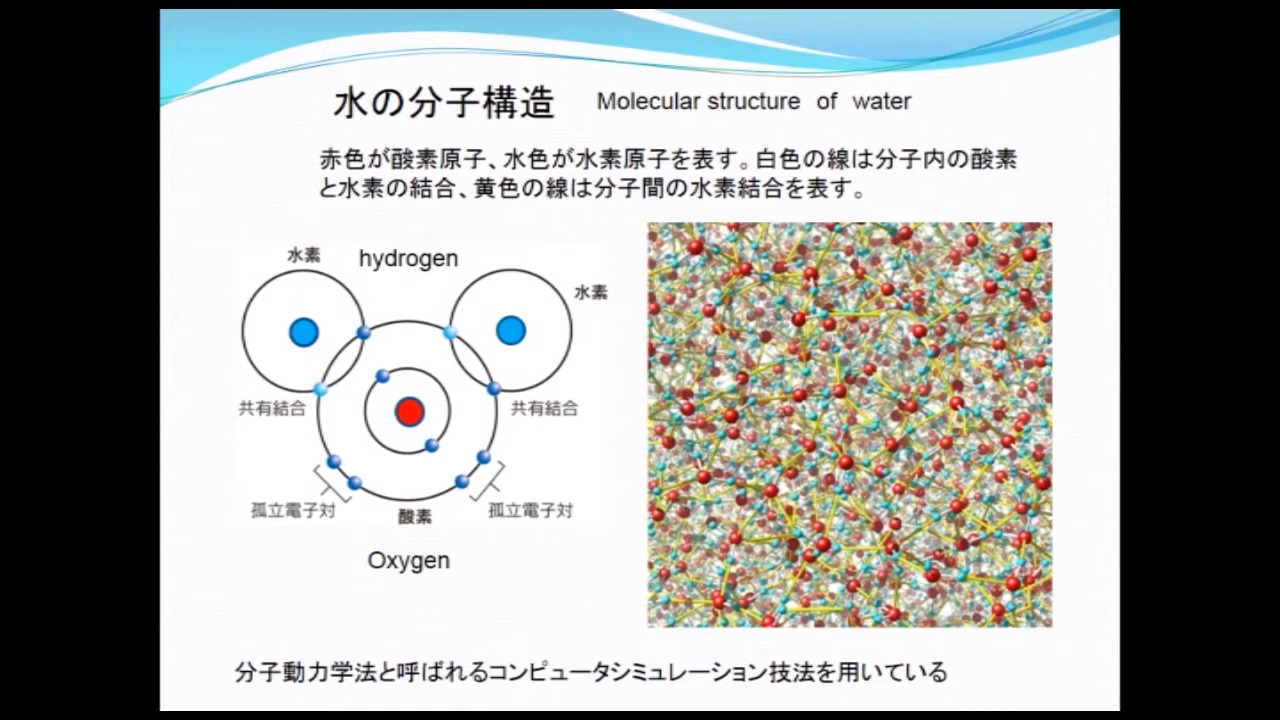 水の分子構造 Molecular structure of water
赤色が酸素原子、水色が水素原子を表す。白色の線は分子内の酸素
と水素の結合、黄色の線は分子間の水素結合を表す。
水素 hydrogen
水素
共有結合
共有結合
孤立電子対
酸素
孤立電子対
Oxygen
分子動力学法と呼ばれるコンピュータシミュレーション技法を用いている